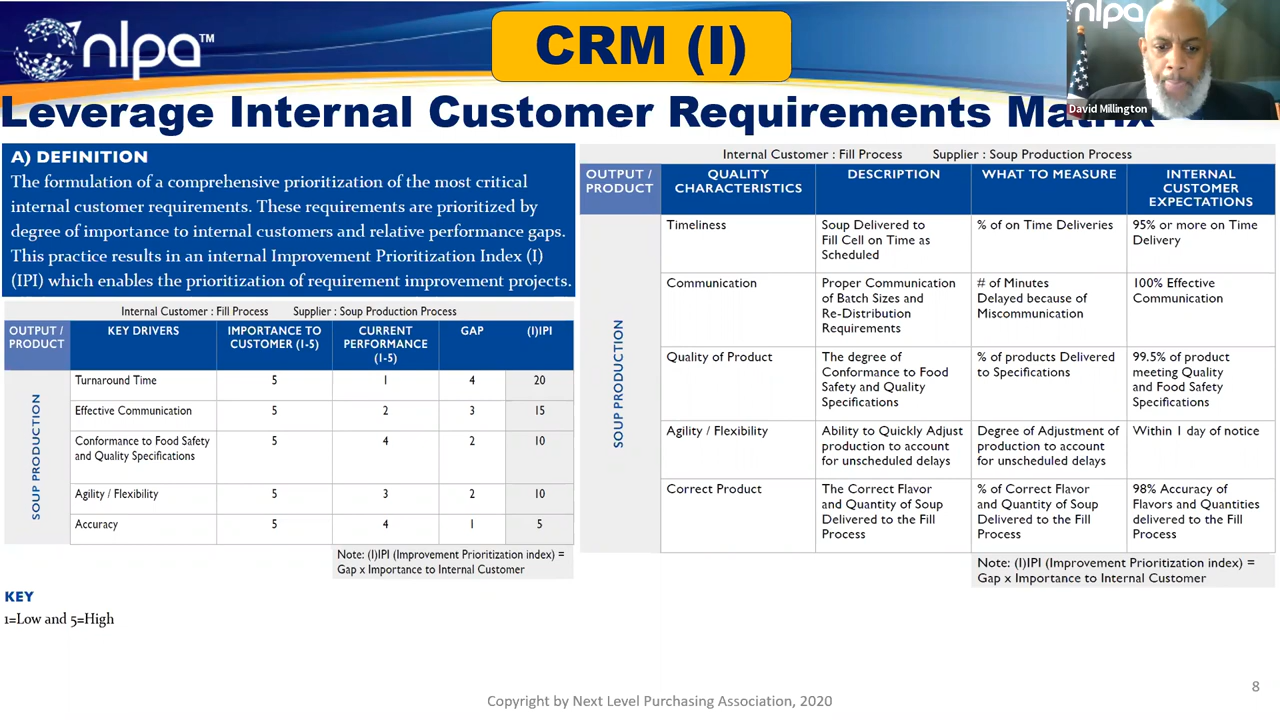 nlpa™
CRM (I)
nlpa
David Millington
Leverage Internal Customer Requirements Matrix
A) DEFINITION
The formulation of a comprehensive prioritization of the most critical
internal customer requirements. These requirements are prioritized by
degree of importance to internal customers and relative performance gaps.
This practice results in an internal Improvement Prioritization Index (I)
(IPI) which enables the prioritization of requirement improvement projects.
Internal Customer : Fill Process Supplier : Soup Production Process
OUTPUT / PRODUCT
KEY DRIVERS
IMPORTANCE TO
CUSTOMER (1-5)
CURRENT
PERFORMANCE
(1-5)
GAP
(I)IPI
SOUP PRODUCTION
Turnaround Time 5 1 4 20
Effective Communication 5 2 3 15
Conformance to Food Safety 5 4 2 10
and Quality Specifications
Agility / Flexibility 5 3 2 10
Accuracy 5 4 1 5
Note: (I)IPI (Improvement Prioritization index) =
Gap x Importance to Internal Customer
KEY
1=Low and 5=High
Internal Customer : Fill Process Supplier : Soup Production Process
OUTPUT /
PRODUCT
QUALITY
CHARACTERISTICS
DESCRIPTION
WHAT TO MEASURE
INTERNAL
CUSTOMER
EXPECTATIONS
SOUP PRODUCTION
Timeliness
Soup Delivered to
Fill Cell on Time as
Scheduled
% of on Time Deliveries
95% or more on Time
Delivery
Communication
Proper Communication
of Batch Sizes and
Re-Distribution
Requirements
# of Minutes
Delayed because of
Miscommunication
100% Effective
Communication
Quality of Product
The degree of
Conformance to Food
Safety and Quality
Specifications
% of products Delivered
to Specifications
99.5% of product
meeting Quality
and Food Safety
Specifications
Agility / Flexibility
Ability to Quickly Adjust
production to account
for unscheduled delays
Degree of Adjustment of
production to account
for unscheduled delays
Within 1 day of notice
Correct Product
The Correct Flavor
and Quantity of Soup
Delivered to the Fill
Process
% of Correct Flavor
and Quantity of Soup
Delivered to the Fill
Process
98% Accuracy of
Flavors and Quantities
delivered to the Fill
Process
Note: (I)IPI (Improvement Prioritization index) =
Gap x Importance to Internal Customer
8
Copyright by Next Level Purchasing Association, 2020